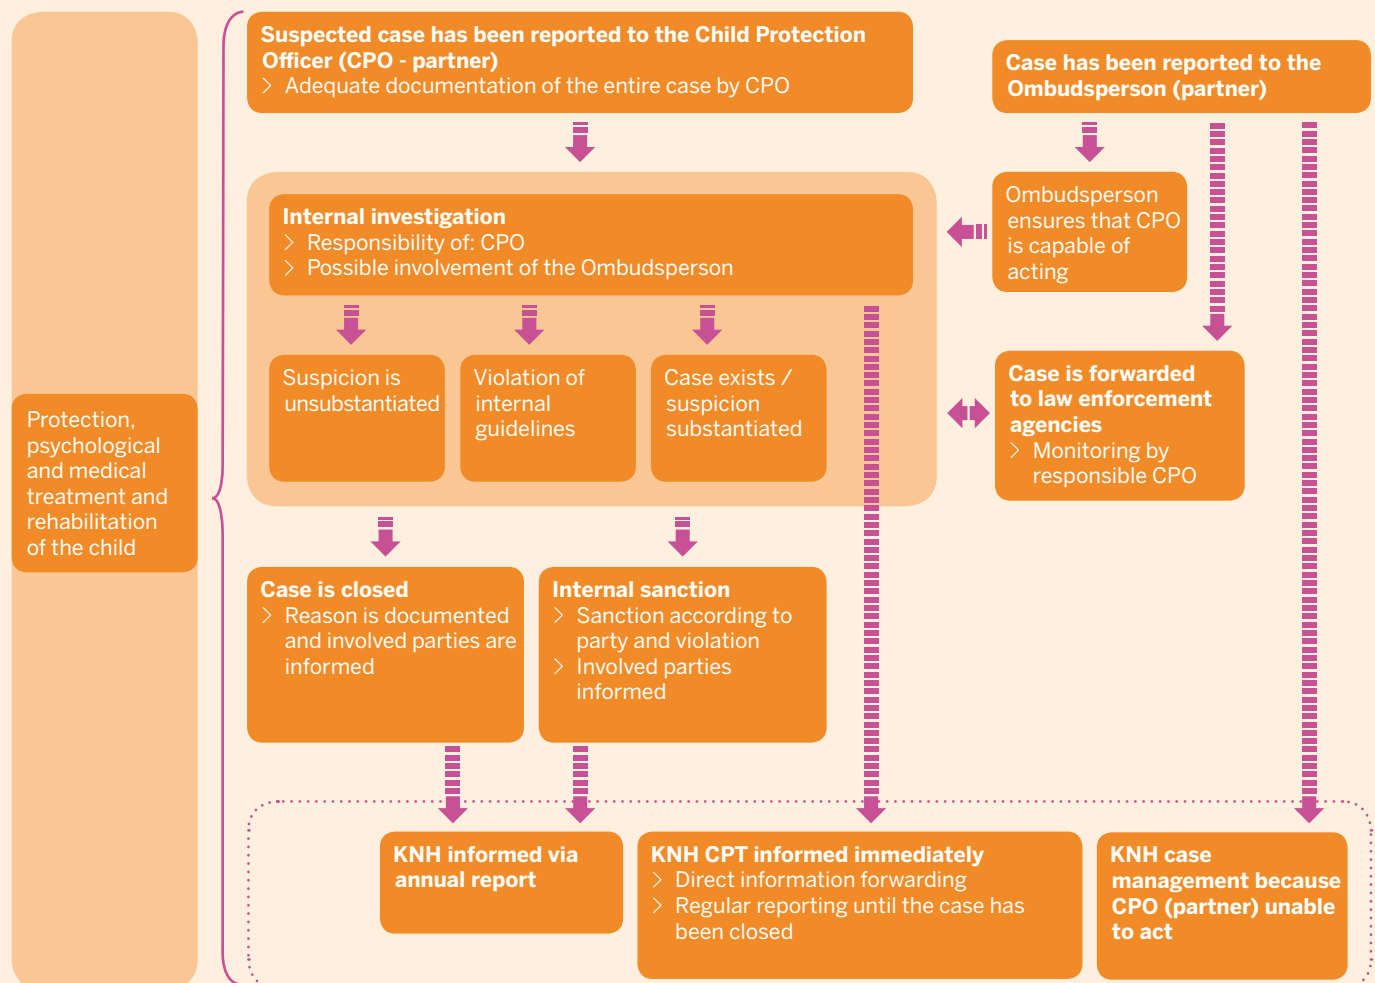 Suspected case has been reported to the Child Protection
Officer (CPO - partner)
> Adequate documentation of the entire case by CPO
Case has been reported to the
Ombudsperson (partner)
Internal investigation
> Responsibility of: CPO
> Possible involvement of the Ombudsperson
Ombudsperson
ensures that CPO
is capable of
acting
Suspicion is
unsubstantiated
Violation of
internal
guidelines
Case exists /
suspicion
substantiated
Case is forwarded
to law enforcement
agencies
> Monitoring by
responsible CPO
Protection,
psychological
and medical
treatment and
rehabilitation
of the child
Case is closed
> Reason is documented
and involved parties are
informed
Internal sanction
> Sanction according to
party and violation
> Involved parties
informed
KNH informed via
annual report
KNH CPT informed immediately
> Direct information forwarding
> Regular reporting until the case has
been closed
KNH case
management because
CPO (partner) unable
to act